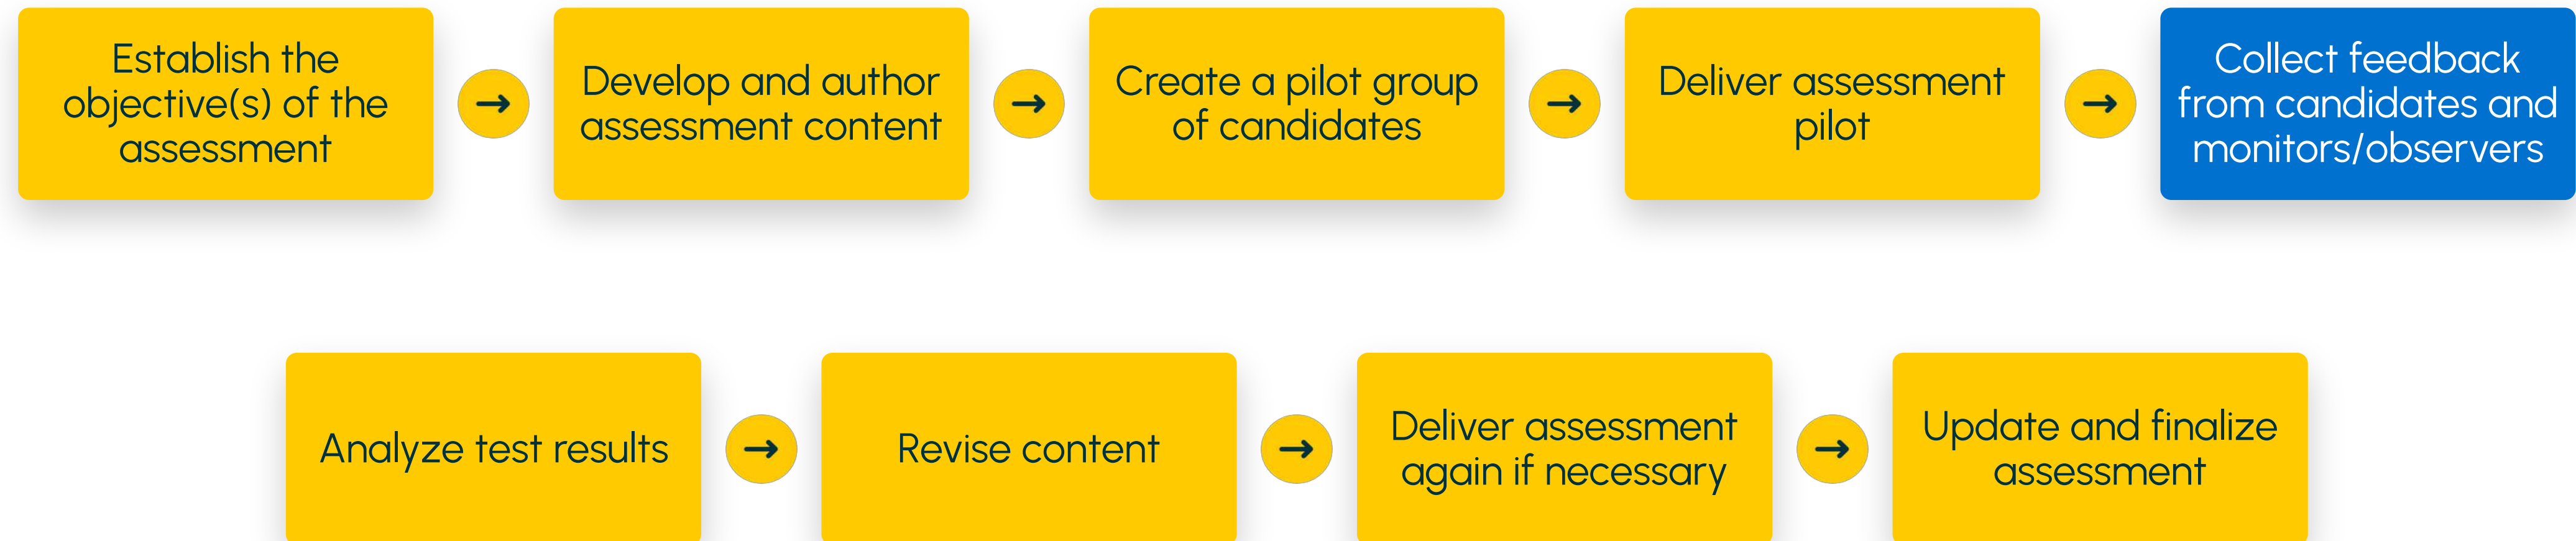 Establish the
objective(s) of the
assessment
Develop and author
assessment content
Create a pilot group
of candidates
Deliver assessment
pilot
Collect feedback
from candidates and
monitors/observers
Analyze test results
Revise content
Deliver assessment
again if necessary
Update and finalize
assessment